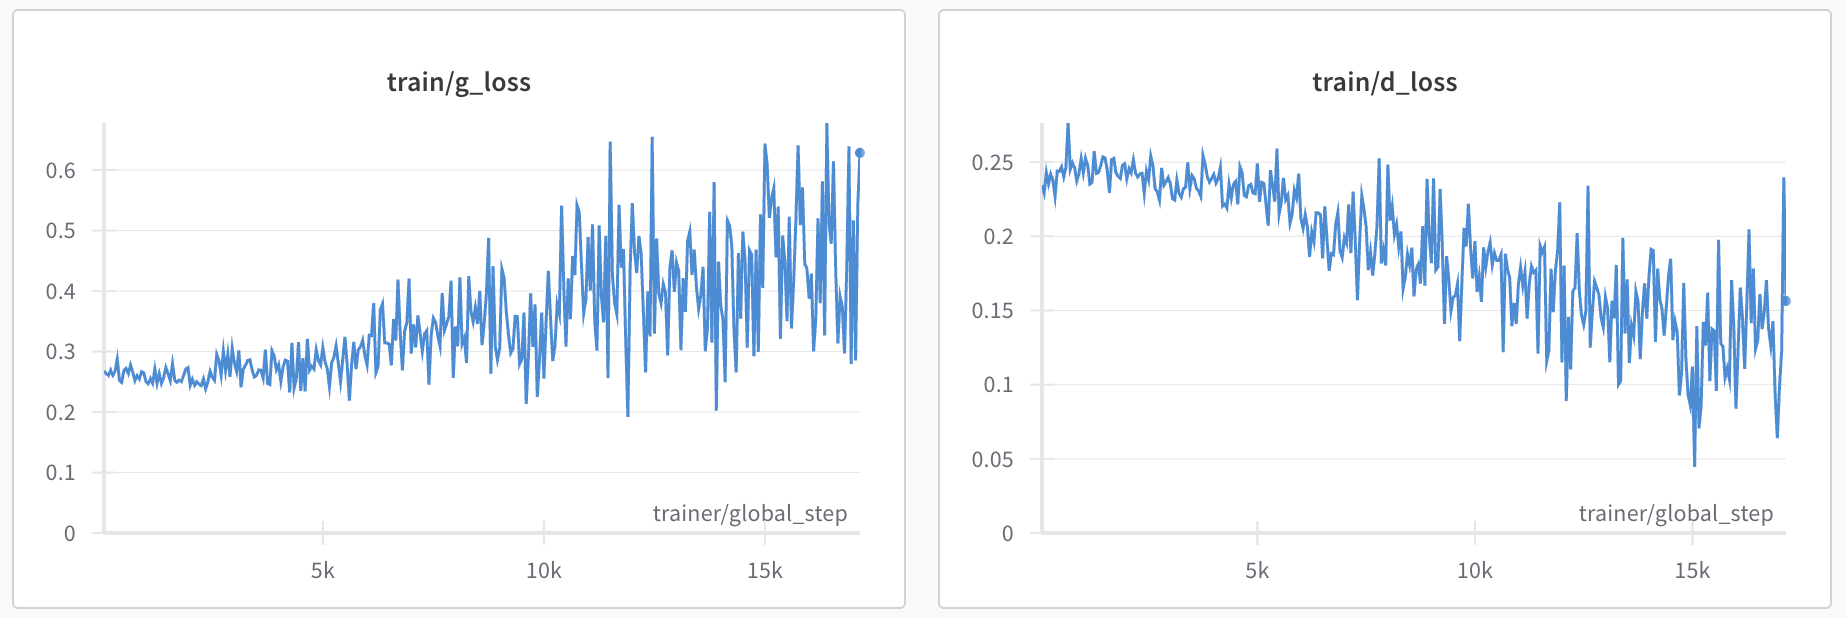 train/g_loss
0.6
0.5
0.4
0.3
0.2
0.1
0
trainer/global_step
5k
10k
15k
train/d_loss
0.25
0.2
0.15
0.1
0.05
0
trainer/global_step
5k
10k
15k